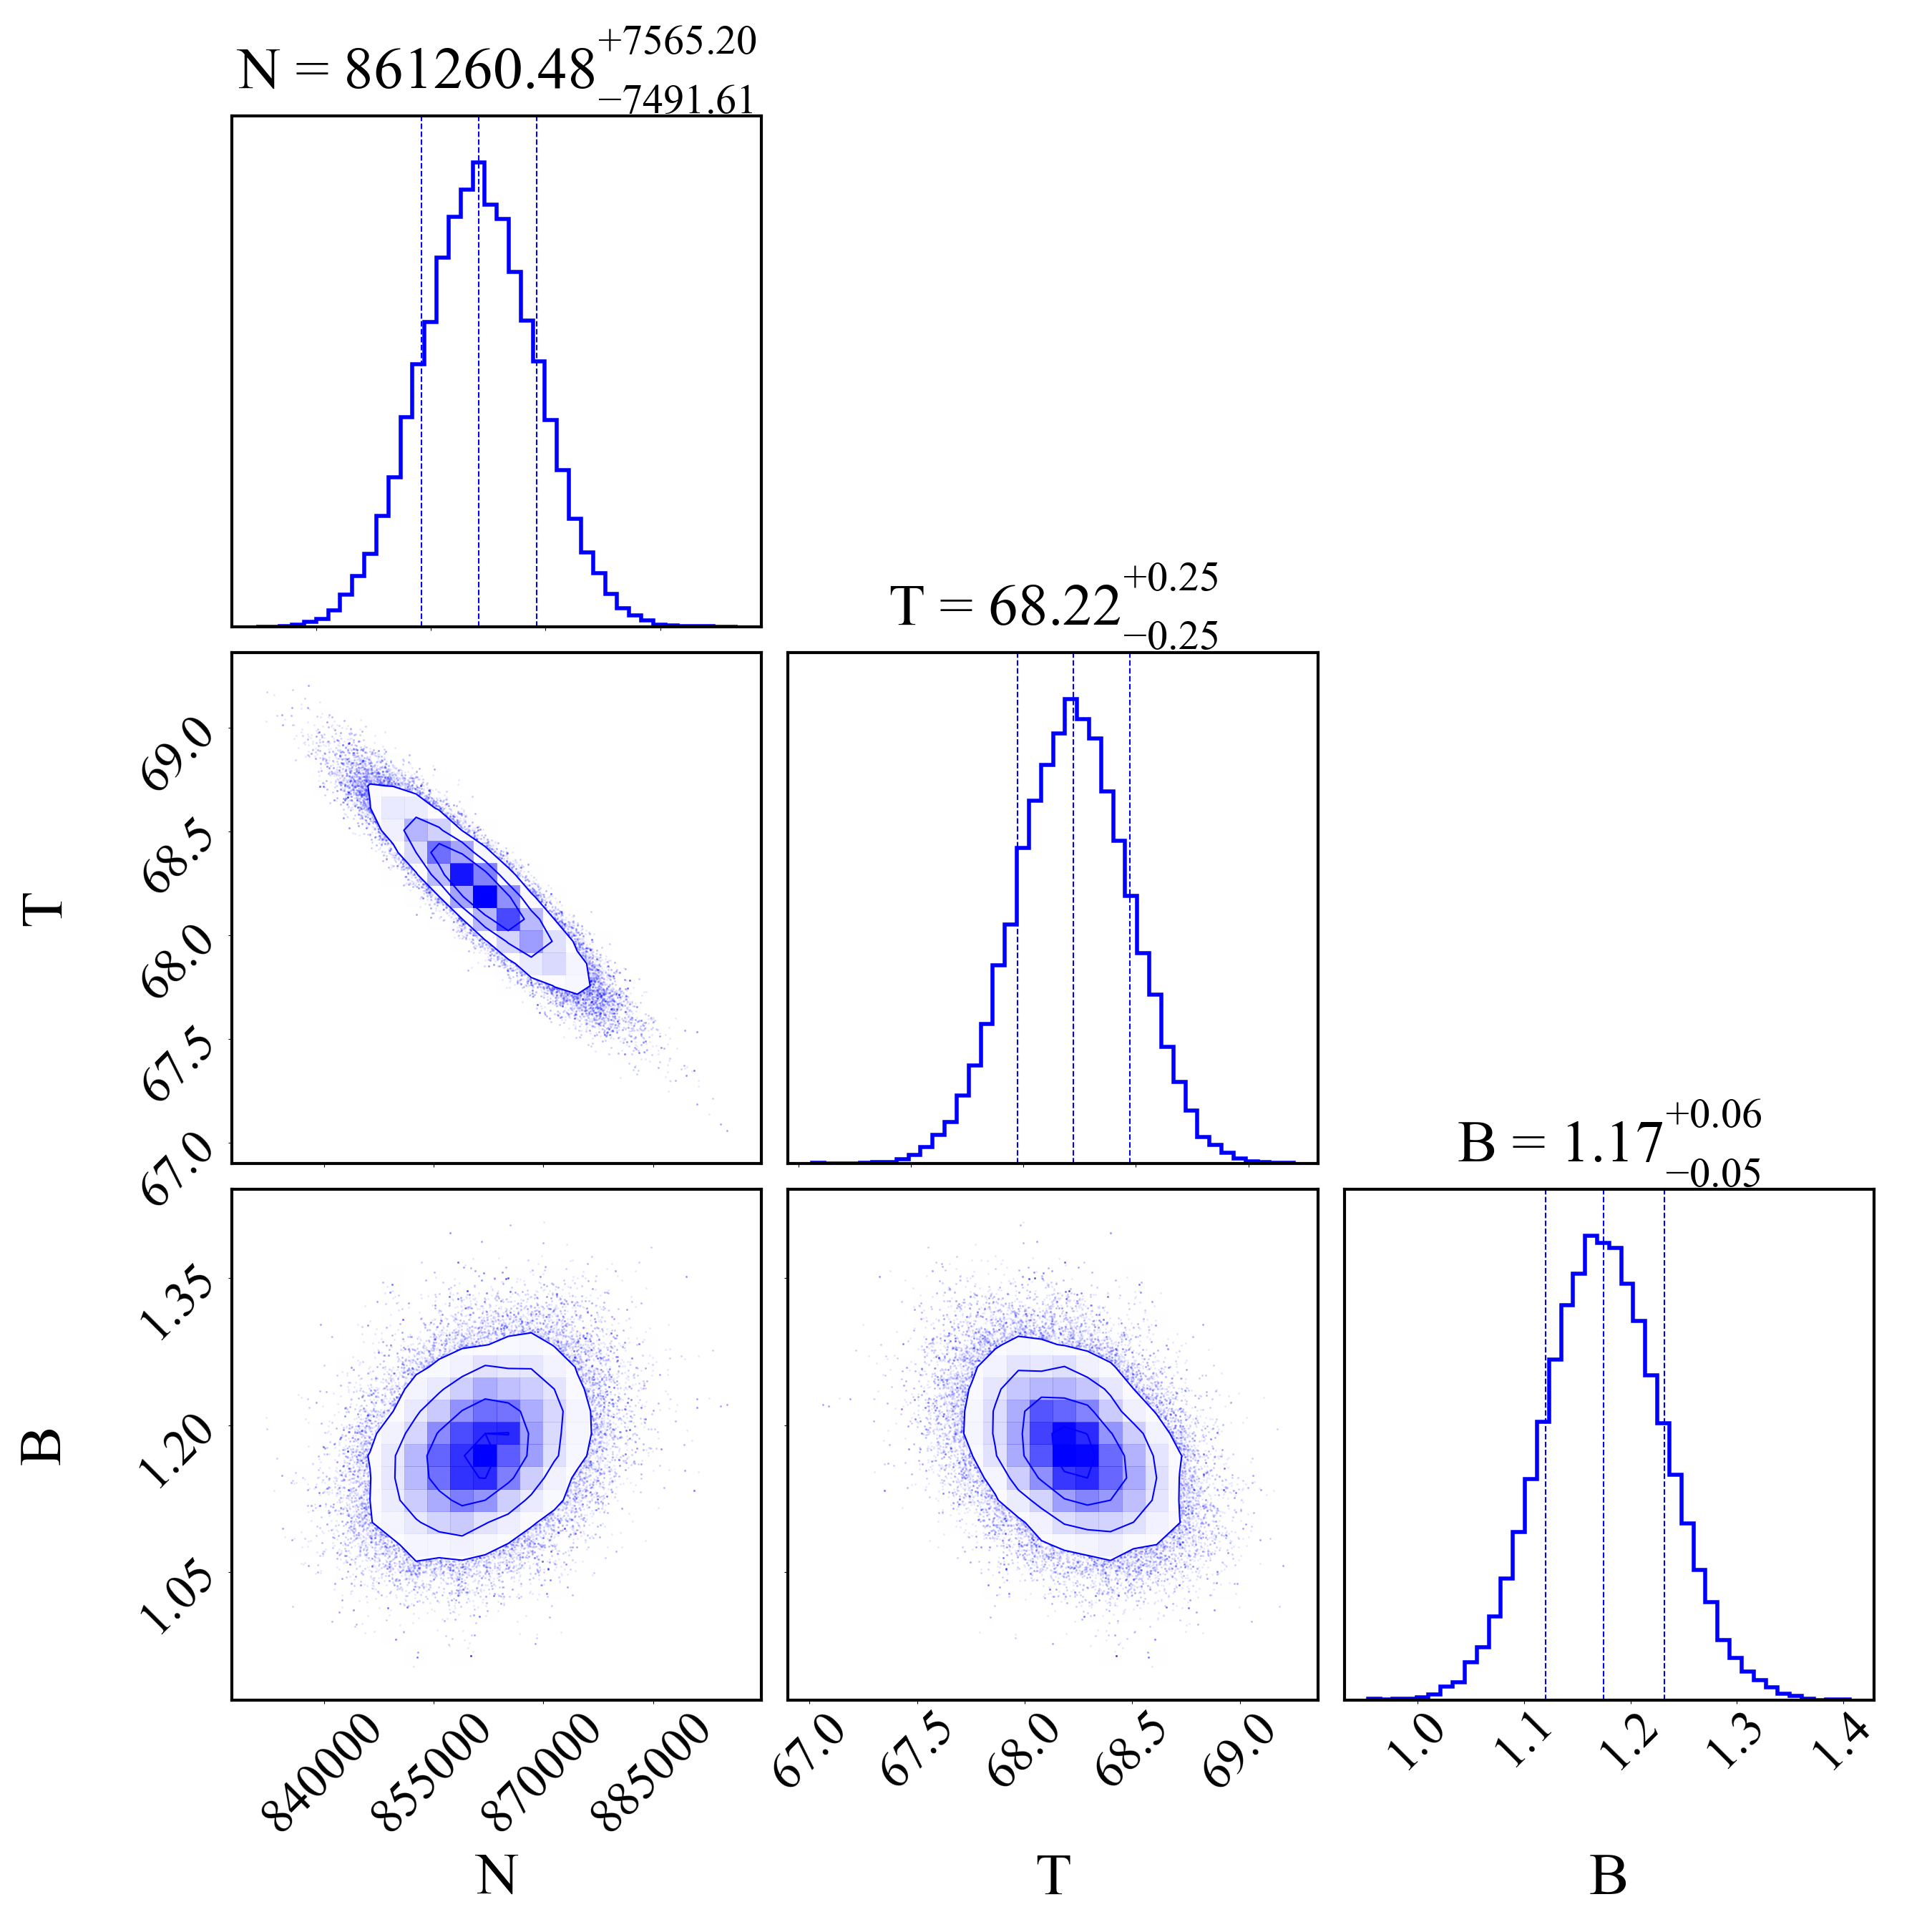 N = 861260.48 +7565.20 −7491.61
T = 68.22 +0.25 −0.25
69.0
68.5
68.0
67.5
67.0
T
B = 1.17 +0.06 −0.05
1.35
1.20
1.05
B
840000 855000 870000 885000
67.0 67.5 68.0 68.5 69.0
1.0 1.1 1.2 1.3 1.4
N T B